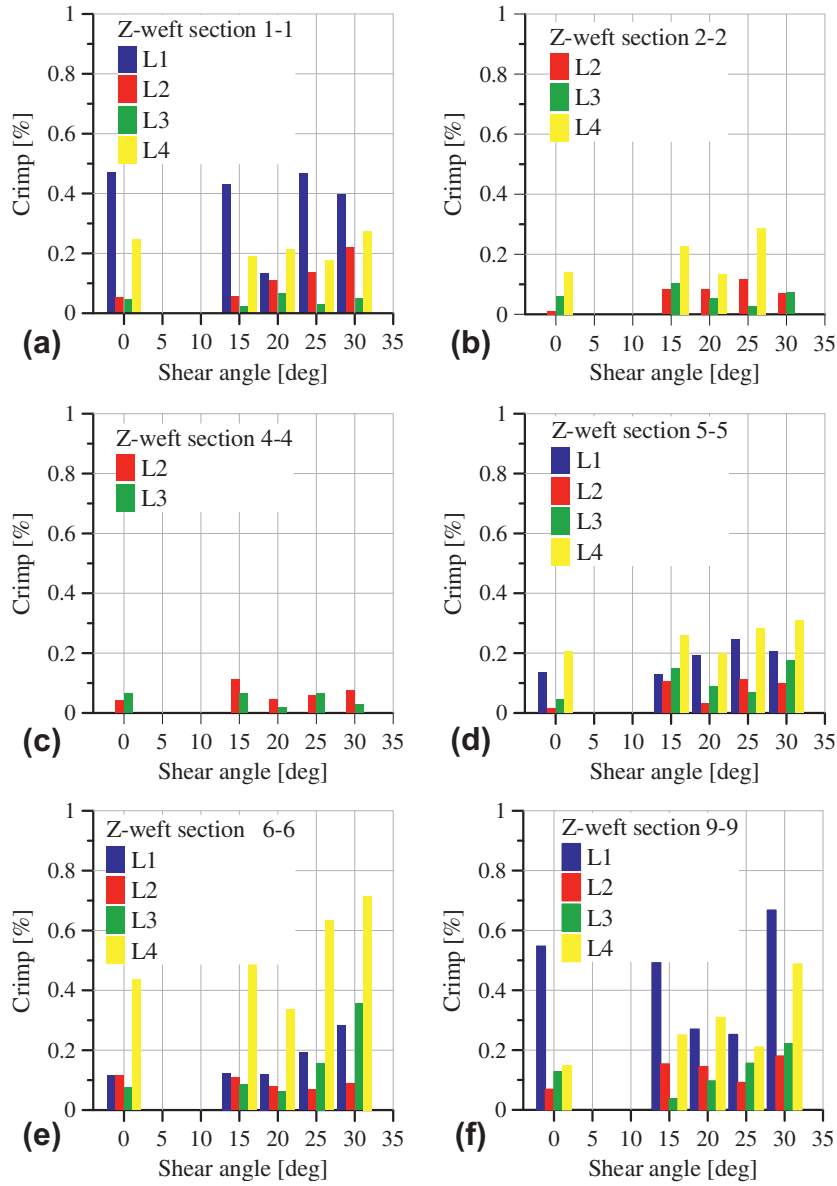 Z-weft section 1-1
L1
L2
L3
L4
1
0.8
0.6
0.4
0.2
0
Crimp [%]
0 5 10 15 20 25 30 35
Shear angle [deg]
(a)
Z-weft section 2-2
L2
L3
L4
1
0.8
0.6
0.4
0.2
0
Crimp [%]
0 5 10 15 20 25 30 35
Shear angle [deg]
(b)
Z-weft section 4-4
L2
L3
1
0.8
0.6
0.4
0.2
0
Crimp [%]
0 5 10 15 20 25 30 35
Shear angle [deg]
(c)
Z-weft section 5-5
L1
L2
L3
L4
1
0.8
0.6
0.4
0.2
0
Crimp [%]
0 5 10 15 20 25 30 35
Shear angle [deg]
(d)
Z-weft section 6-6
L1
L2
L3
L4
1
0.8
0.6
0.4
0.2
0
Crimp [%]
0 5 10 15 20 25 30 35
Shear angle [deg]
(e)
Z-weft section 9-9
L1
L2
L3
L4
1
0.8
0.6
0.4
0.2
0
Crimp [%]
0 5 10 15 20 25 30 35
Shear angle [deg]
(f)